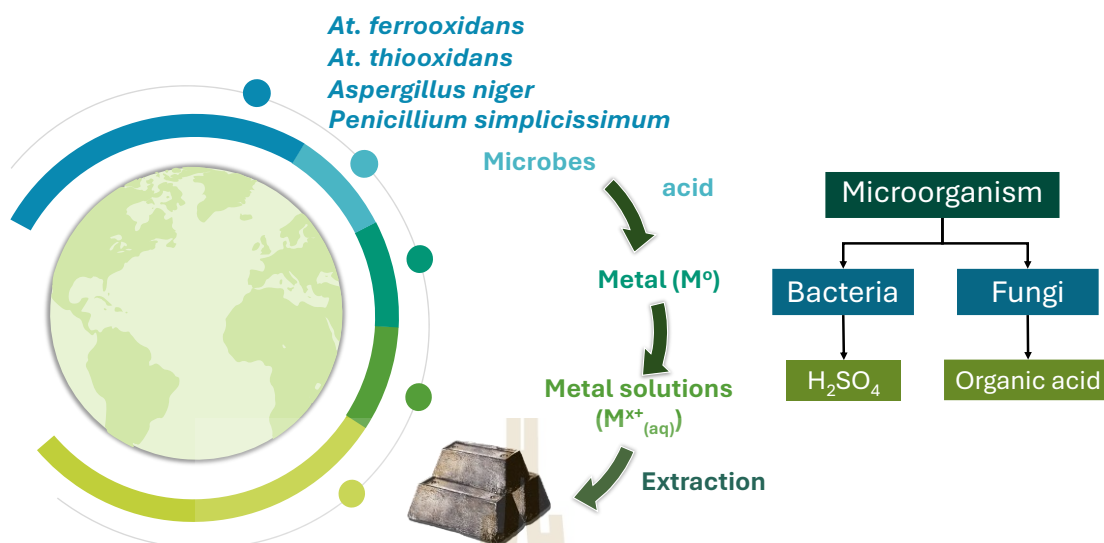 At. ferrooxidans
At. thiooxidans
Aspergillus niger
Penicillium simplicissimum
Microbes
acid
Metal (Mº)
Metal solutions
(Mˣ⁺₍aq₎)
Extraction
Microorganism
Bacteria
Fungi
H₂SO₄
Organic acid